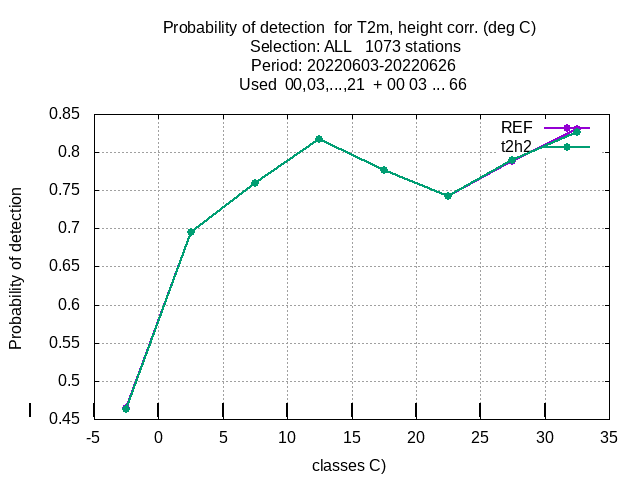 Probability of detection for T2m, height corr. (deg C)
Selection: ALL 1073 stations
Period: 20220603-20220626
Used 00,03,...,21 + 00 03 ... 66
REF
t2h2
0.85
0.8
0.75
0.7
0.65
0.6
0.55
0.5
0.45
Probability of detection
-5 0 5 10 15 20 25 30 35
classes C)